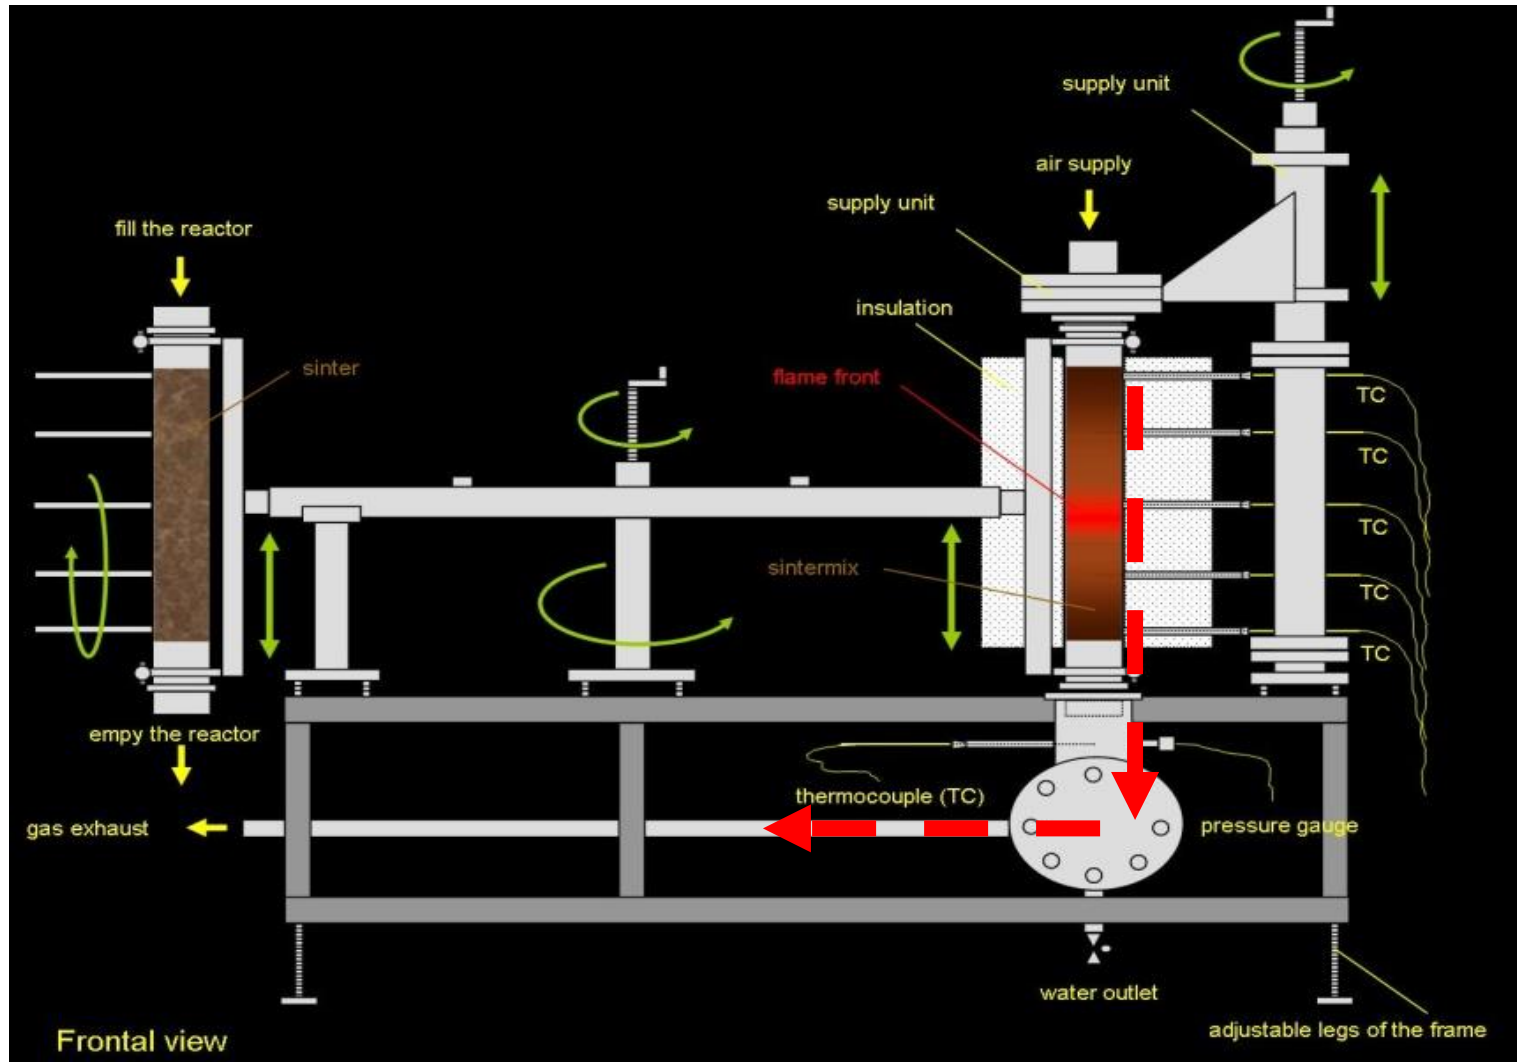 supply unit
air supply
supply unit
fill the reactor
insulation
sinter
flame front
TC
TC
TC
sintermix
TC
TC
empy the reactor
thermocouple (TC)
gas exhaust
pressure gauge
water outlet
adjustable legs of the frame
Frontal view